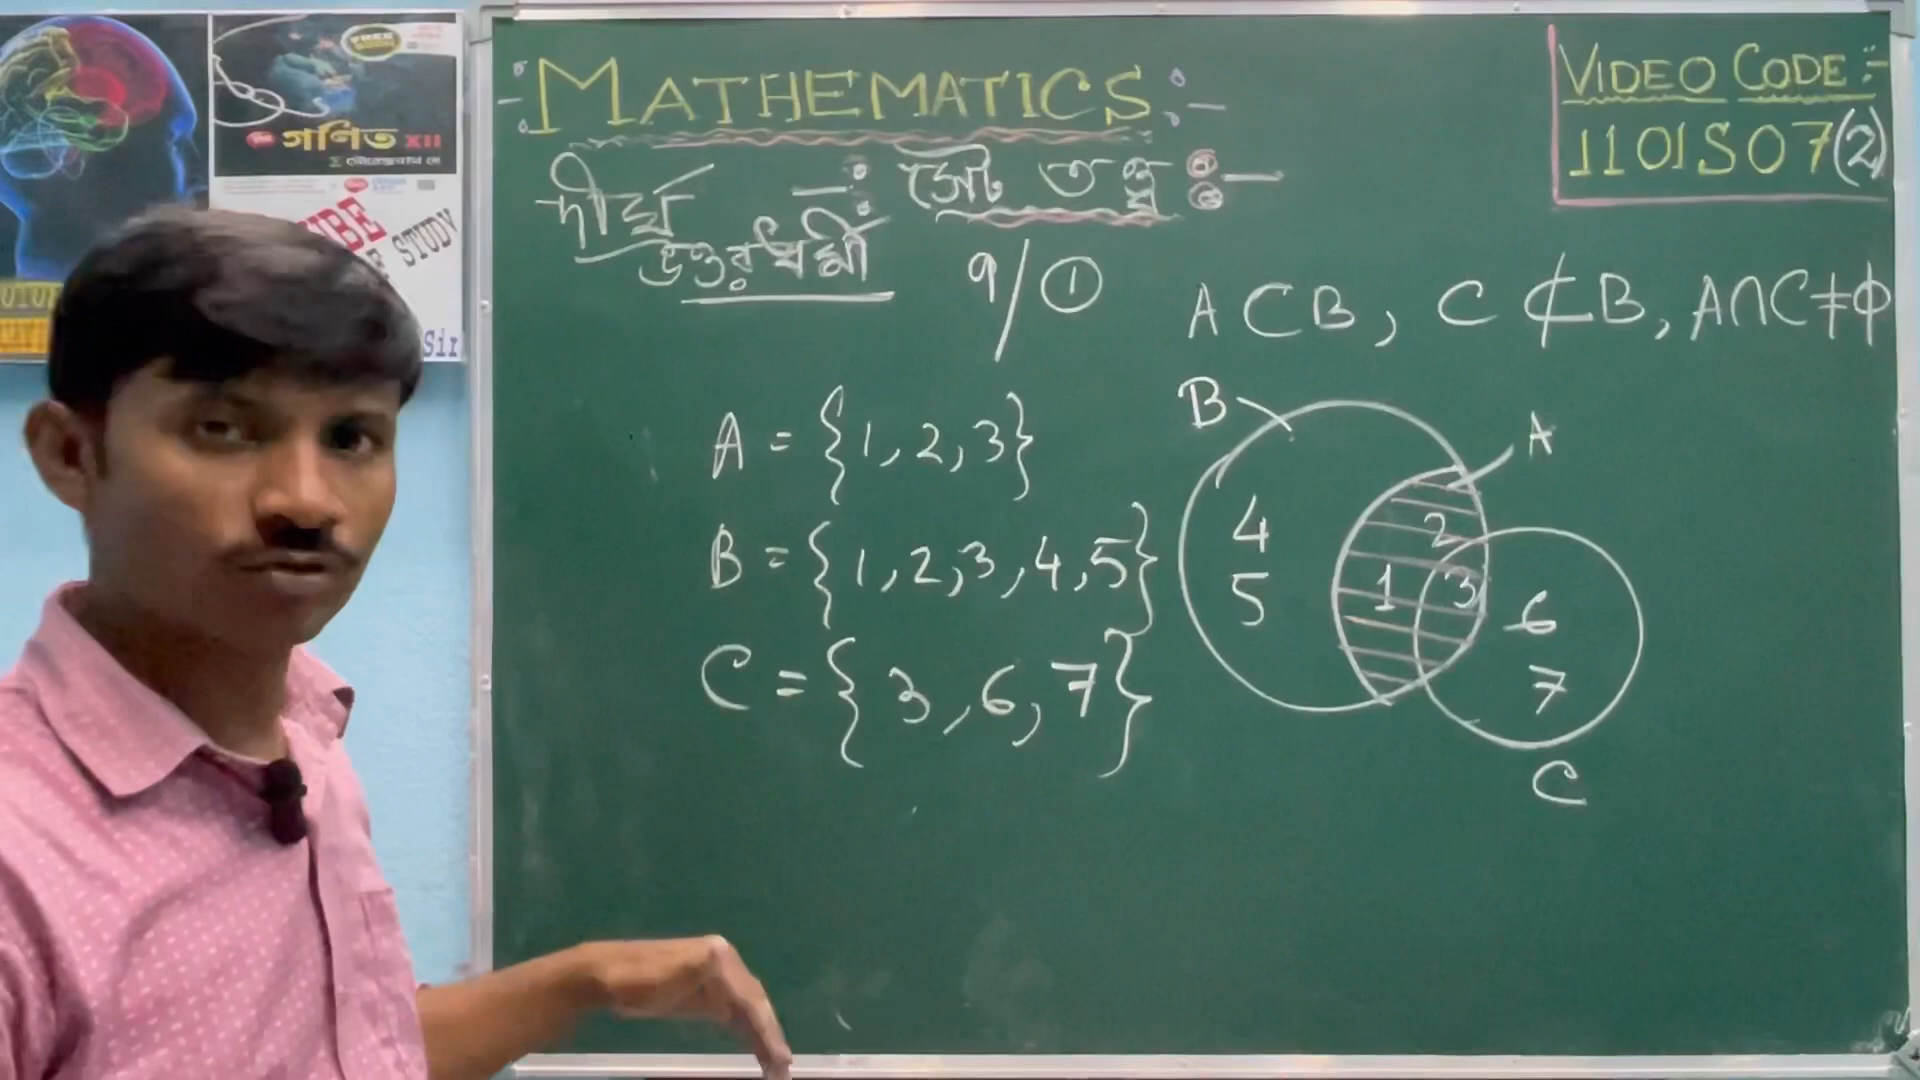 :-MATHEMATICS:-
VIDEO CODE:-
1101S07(2)
দীর্ঘ উত্তরধর্মী
-: সেট তত্ত্ব :-
9/①
A⊂B, C⊄B, A∩C≠ϕ
A = {1, 2, 3}
B = {1, 2, 3, 4, 5}
C = {3, 6, 7}
B
A
4
2
5
1
3
6
7
C
গণিত XII
OF STUDY
Sir